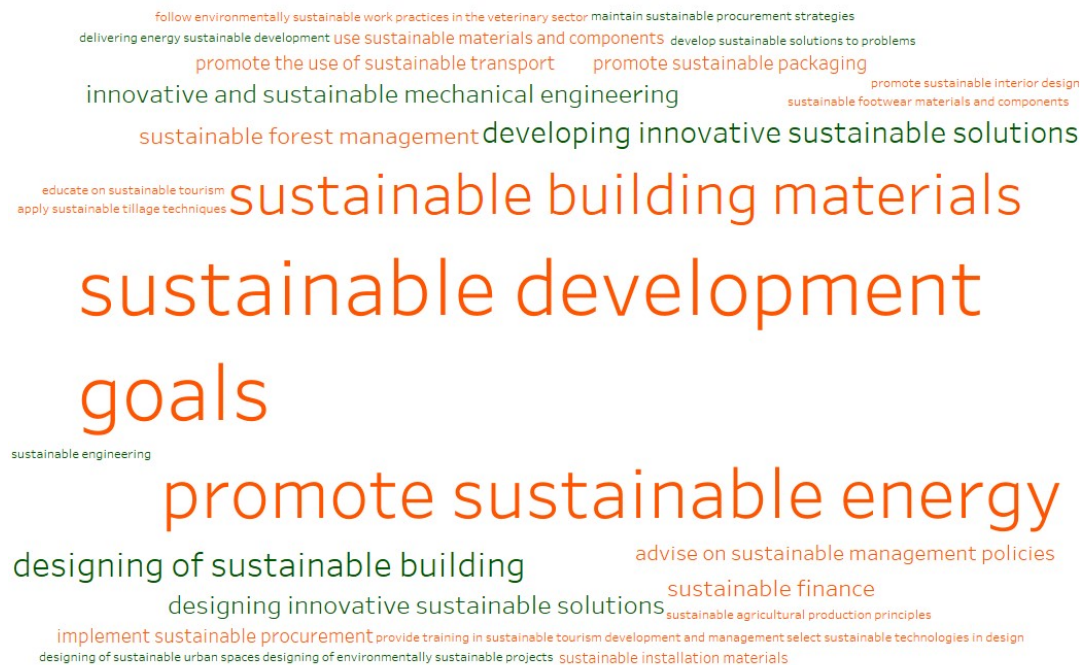 follow environmentally sustainable work practices in the veterinary sector maintain sustainable procurement strategies
delivering energy sustainable development use sustainable materials and components develop sustainable solutions to problems
promote the use of sustainable transport promote sustainable packaging
promote sustainable interior design
innovative and sustainable mechanical engineering
sustainable footwear materials and components
sustainable forest management developing innovative sustainable solutions
educate on sustainable tourism
apply sustainable tillage techniques
sustainable building materials
sustainable development
goals
sustainable engineering
promote sustainable energy
designing of sustainable building
advise on sustainable management policies
sustainable finance
designing innovative sustainable solutions
sustainable agricultural production principles
implement sustainable procurement provide training in sustainable tourism development and management select sustainable technologies in design
designing of sustainable urban spaces designing of environmentally sustainable projects sustainable installation materials